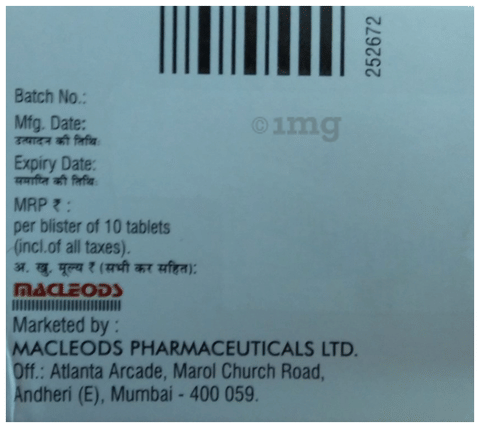 252672
Batch No.:
©1mg
Mfg. Date:
उत्पादन की तिथि:
Expiry Date:
समाप्ति की तिथि:
MRP ₹ :
per blister of 10 tablets
(incl.of all taxes).
अ. खु. मूल्य ₹ (सभी कर सहित):
MACLEODS
Marketed by :
MACLEODS PHARMACEUTICALS LTD.
Off.: Atlanta Arcade, Marol Church Road,
Andheri (E), Mumbai - 400 059.